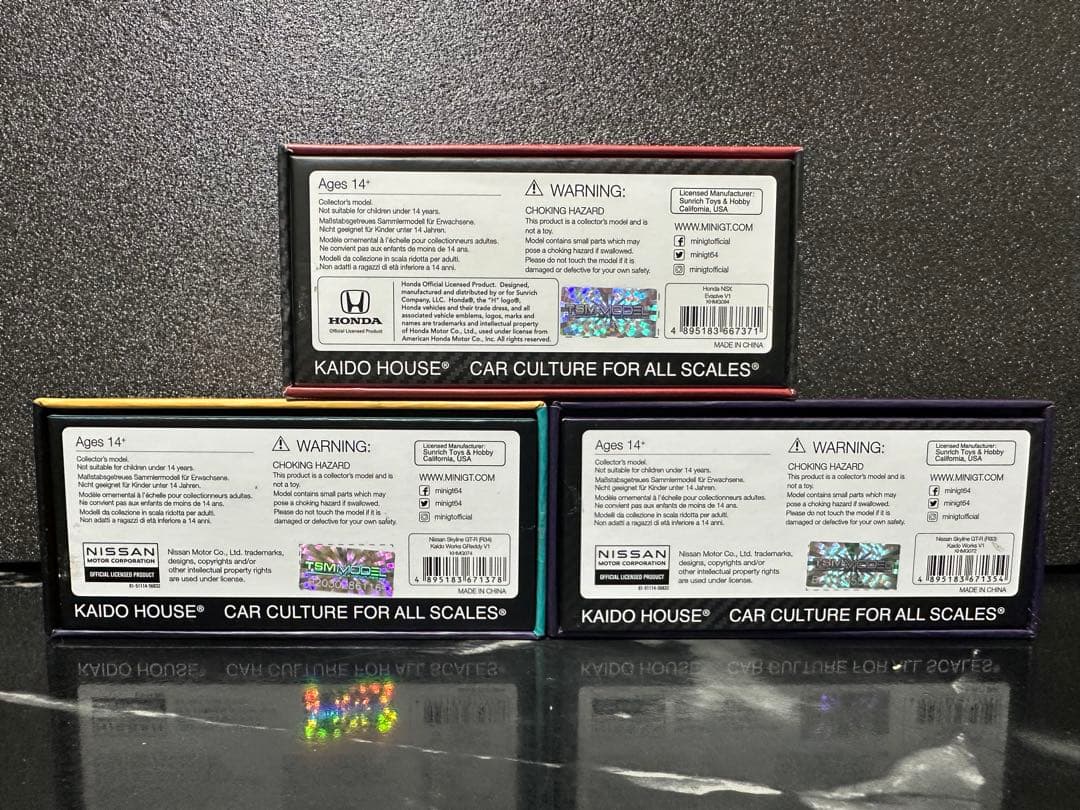 Ages 14+
Collector's model.
Not suitable for children under 14 years.
Maßstabsgetreues Sammlermodell für Erwachsene.
Nicht geeignet für Kinder unter 14 Jahren.
Modèle ornemental à l'échelle pour collectionneurs adultes.
Ne convient pas aux enfants de moins de 14 ans.
Modelli da collezione in scala ridotta per adulti.
Non adatti a ragazzi di età inferiore a 14 anni.
⚠ WARNING:
CHOKING HAZARD
This product is a collector's model and is
not a toy.
Model contains small parts which may
pose a choking hazard if swallowed.
Please do not touch the model if it is
damaged or defective for your own safety.
Licensed Manufacturer:
Sunrich Toys & Hobby
California, USA
WWW.MINIGT.COM
minigtofficial
minigt64
minigtofficial
HONDA
Official Licensed Product
Honda Official Licensed Product. Designed,
manufactured and distributed by or for Sunrich
Company, LLC. Honda®, the "H" logo®,
Honda vehicles and their trade dress, and all
associated vehicle emblems, logos, marks and
names are trademarks and intellectual property
of Honda Motor Co., Ltd., used under license from
American Honda Motor Co., Inc. All rights reserved.
TSM MODEL
Honda NSX
Evasive V1
KHMG094
4 895183 667371
MADE IN CHINA
KAIDO HOUSE® CAR CULTURE FOR ALL SCALES®
Ages 14+
Collector's model.
Not suitable for children under 14 years.
Maßstabsgetreues Sammlermodell für Erwachsene.
Nicht geeignet für Kinder unter 14 Jahren.
Modèle ornemental à l'échelle pour collectionneurs adultes.
Ne convient pas aux enfants de moins de 14 ans.
Modelli da collezione in scala ridotta per adulti.
Non adatti a ragazzi di età inferiore a 14 anni.
⚠ WARNING:
CHOKING HAZARD
This product is a collector's model and is
not a toy.
Model contains small parts which may
pose a choking hazard if swallowed.
Please do not touch the model if it is
damaged or defective for your own safety.
Licensed Manufacturer:
Sunrich Toys & Hobby
California, USA
WWW.MINIGT.COM
minigt64
minigt64
minigtofficial
NISSAN
MOTOR CORPORATION
OFFICIAL LICENSED PRODUCT
Nissan Motor Co., Ltd. trademarks,
designs, copyrights and/or
other intellectual property rights
are used under license.
TSM MODEL
Nissan Skyline GT-R (R34)
Kaido Works GReddy V1
KHMG074
4 895183 671378
MADE IN CHINA
KAIDO HOUSE® CAR CULTURE FOR ALL SCALES®
Ages 14+
Collector's model.
Not suitable for children under 14 years.
Maßstabsgetreues Sammlermodell für Erwachsene.
Nicht geeignet für Kinder unter 14 Jahren.
Modèle ornemental à l'échelle pour collectionneurs adultes.
Ne convient pas aux enfants de moins de 14 ans.
Modelli da collezione in scala ridotta per adulti.
Non adatti a ragazzi di età inferiore a 14 anni.
⚠ WARNING:
CHOKING HAZARD
This product is a collector's model and is
not a toy.
Model contains small parts which may
pose a choking hazard if swallowed.
Please do not touch the model if it is
damaged or defective for your own safety.
Licensed Manufacturer:
Sunrich Toys & Hobby
California, USA
WWW.MINIGT.COM
minigt64
minigt64
minigtofficial
NISSAN
MOTOR CORPORATION
OFFICIAL LICENSED PRODUCT
Nissan Motor Co., Ltd. trademarks,
designs, copyrights and/or
other intellectual property rights
are used under license.
TSM MODEL
Nissan Skyline GT-R (R33)
Kaido Works V1
KHMG072
4 895183 671354
MADE IN CHINA
KAIDO HOUSE® CAR CULTURE FOR ALL SCALES®